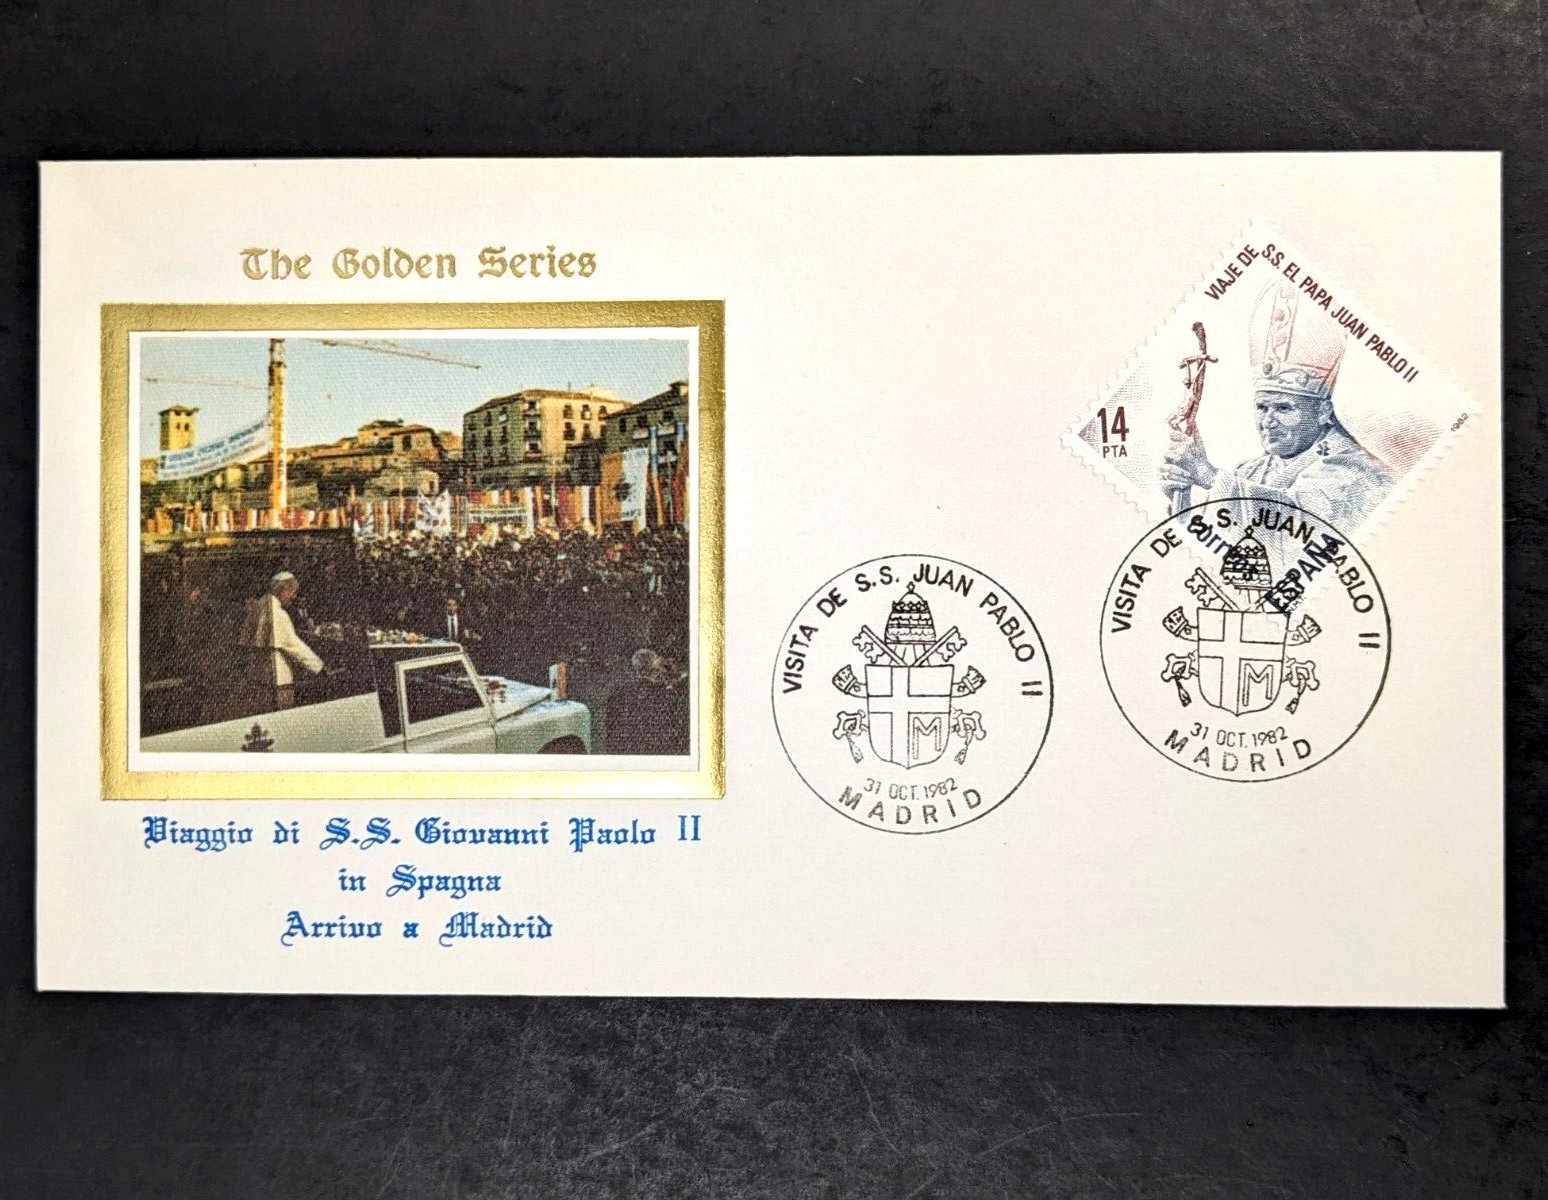 The Golden Series
Viaggio di S.S. Giovanni Paolo II
in Spagna
Arrivo a Madrid
VISITA DE S.S. JUAN PABLO II
M
31 OCT. 1982
MADRID
VIAJE DE S.S. EL PAPA JUAN PABLO II
14
PTA
1982
CORREOS
ESPAÑA
VISITA DE S.S. JUAN PABLO II
M
31 OCT. 1982
MADRID